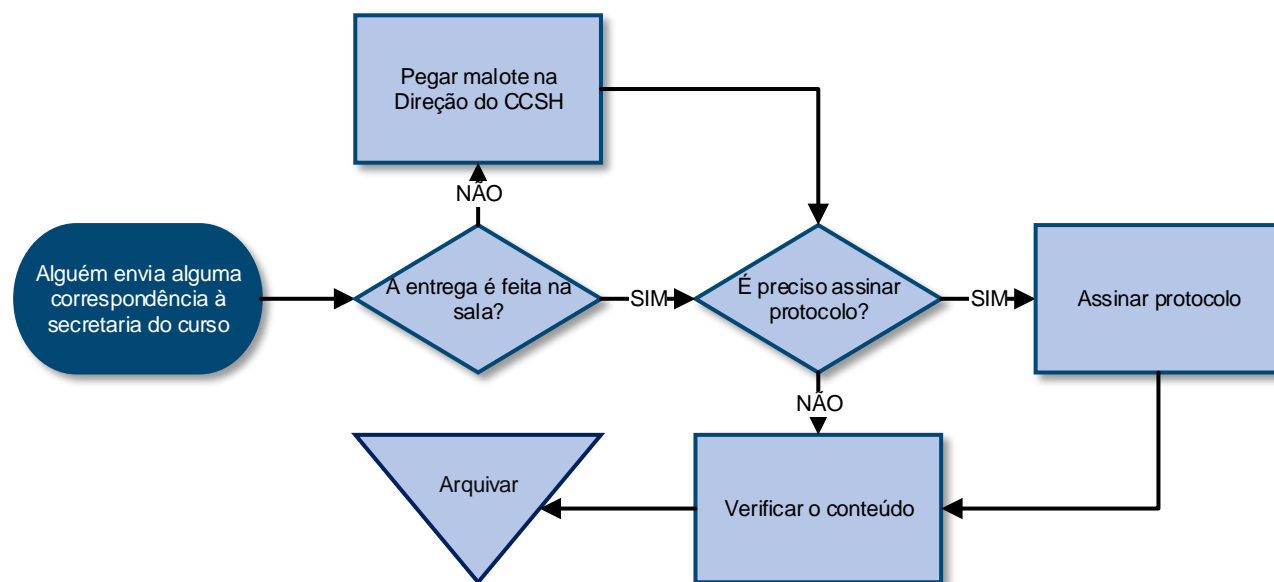 Pegar malote na
Direção do CCSH
NÃO
Alguém envia alguma
correspondência à
secretaria do curso
A entrega é feita na
sala?
SIM
É preciso assinar
protocolo?
SIM
Assinar protocolo
NÃO
Arquivar
Verificar o conteúdo